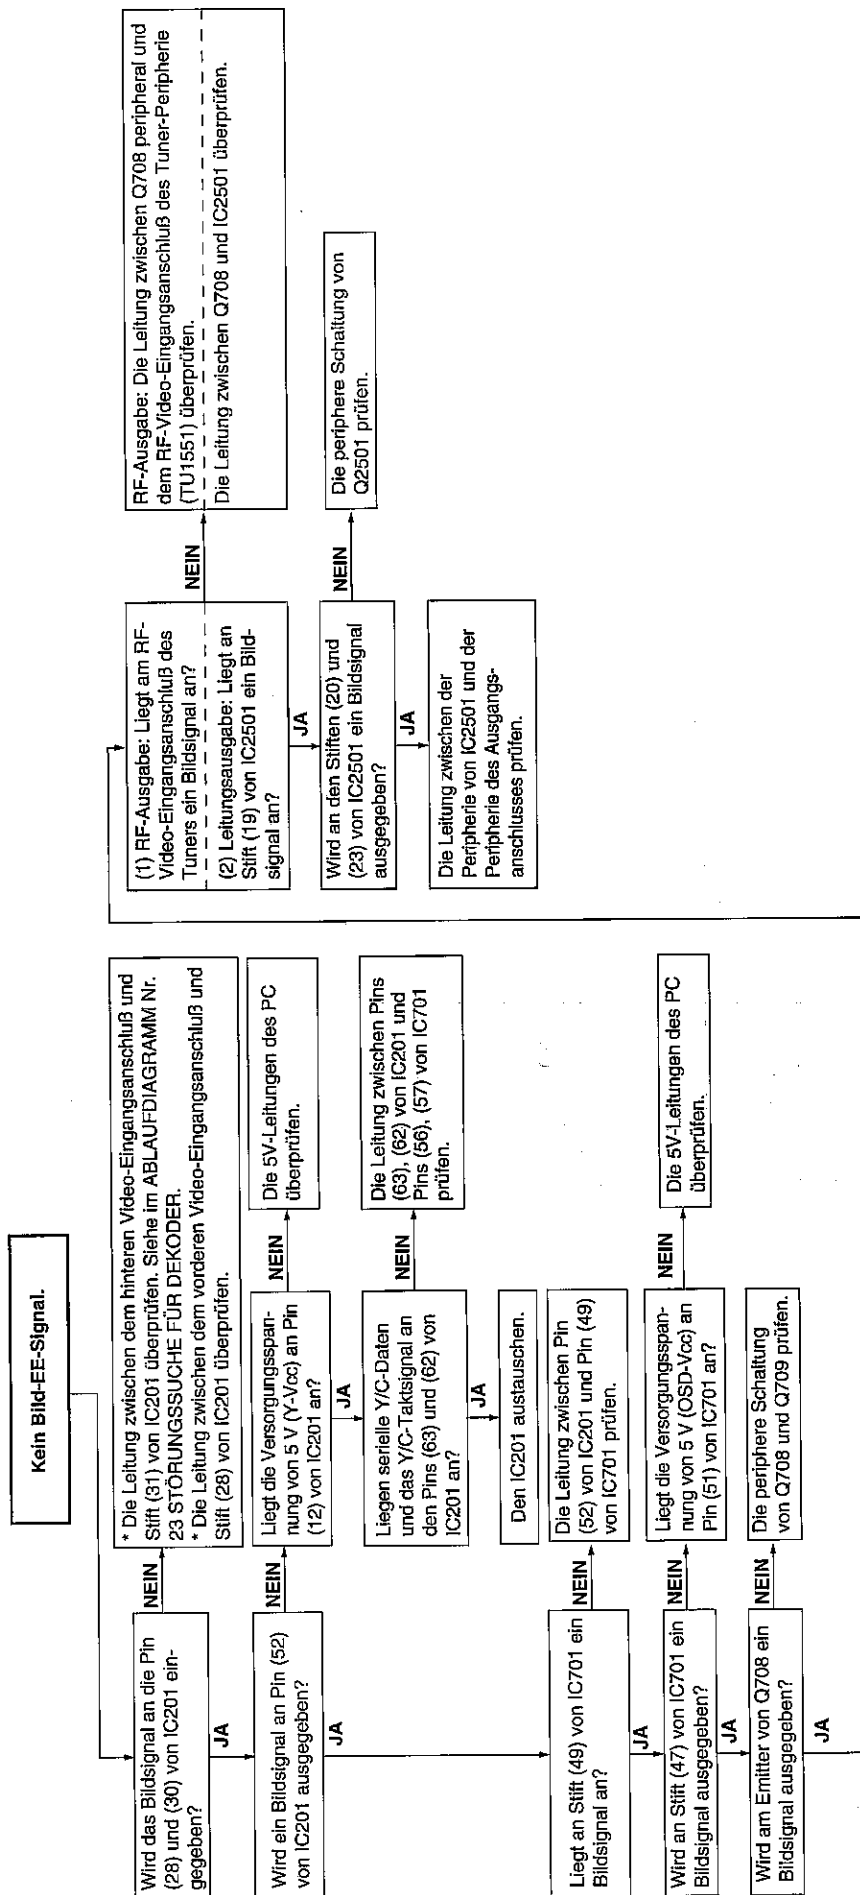 Kein Bild-EE-Signal.
Wird das Bildsignal an die Pin
(28) und (30) von IC201 ein-
gegeben?
NEIN
* Die Leitung zwischen dem hinteren Video-Eingangsanschluß und
Stift (31) von IC201 überprüfen. Siehe im ABLAUFDIAGRAMM Nr.
23 STÖRUNGSSUCHE FÜR DEKODER.
* Die Leitung zwischen dem vorderen Video-Eingangsanschluß und
Stift (28) von IC201 überprüfen.
JA
Wird ein Bildsignal an Pin (52)
von IC201 ausgegeben?
NEIN
Liegt die Versorgungsspan-
nung von 5 V (Y-Vcc) an Pin
(12) von IC201 an?
NEIN
Die 5V-Leitungen des PC
überprüfen.
JA
Liegen serielle Y/C-Daten
und das Y/C-Taktsignal an
den Pins (63) und (62) von
IC201 an?
NEIN
Die Leitung zwischen Pins
(63), (62) von IC201 und
Pins (56), (57) von IC701
prüfen.
JA
Den IC201 austauschen.
JA
Liegt an Stift (49) von IC701 ein
Bildsignal an?
NEIN
Die Leitung zwischen Pin
(52) von IC201 und Pin (49)
von IC701 prüfen.
JA
Wird an Stift (47) von IC701 ein
Bildsignal ausgegeben?
NEIN
Liegt die Versorgungsspan-
nung von 5 V (OSD-Vcc) an
Pin (51) von IC701 an?
NEIN
Die 5V-Leitungen des PC
überprüfen.
JA
Wird am Emitter von Q708 ein
Bildsignal ausgegeben?
NEIN
Die periphere Schaltung
von Q708 und Q709 prüfen.
JA
(1) RF-Ausgabe: Liegt am RF-
Video-Eingangsanschluß des
Tuners ein Bildsignal an?
(2) Leitungsausgabe: Liegt an
Stift (19) von IC2501 ein Bild-
signal an?
NEIN
RF-Ausgabe: Die Leitung zwischen Q708 peripheral und
dem RF-Video-Eingangsanschluß des Tuner-Peripherie
(TU1551) überprüfen.
Die Leitung zwischen Q708 und IC2501 überprüfen.
JA
Wird an den Stiften (20) und
(23) von IC2501 ein Bildsignal
ausgegeben?
NEIN
Die periphere Schaltung von
Q2501 prüfen.
JA
Die Leitung zwischen der
Peripherie von IC2501 und der
Peripherie des Ausgangs-
anschlusses prüfen.